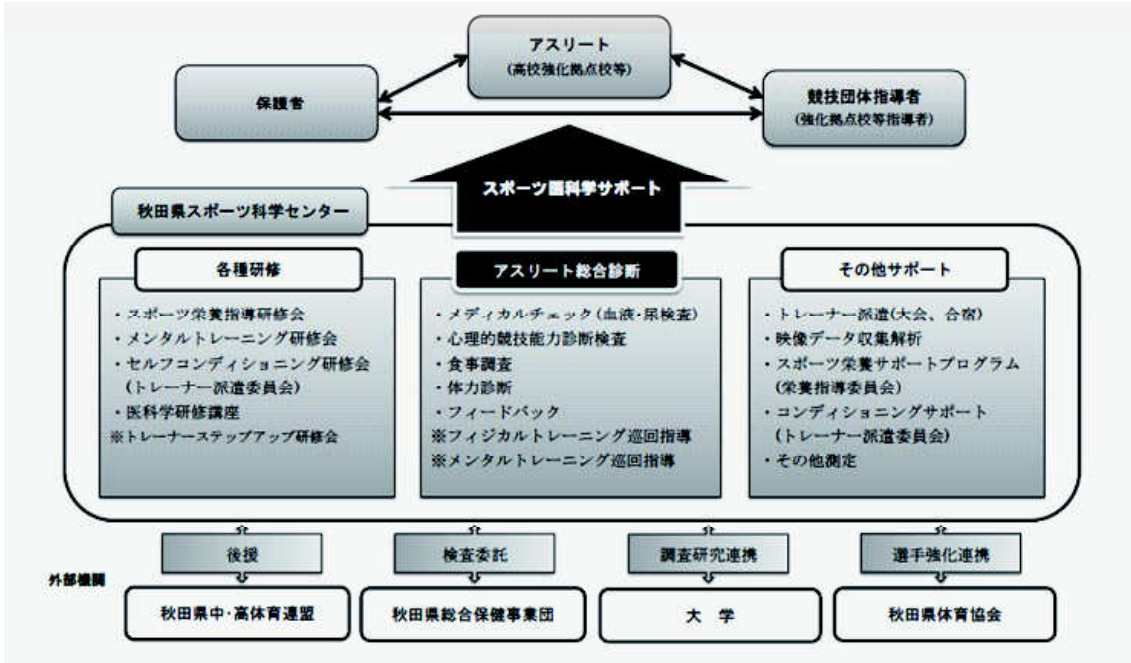 アスリート
(高校強化拠点校等)
保護者
競技団体指導者
(強化拠点校等指導者)
スポーツ医科学サポート
秋田県スポーツ科学センター
各種研修
・スポーツ栄養指導研修会
・メンタルトレーニング研修会
・セルフコンディショニング研修会
(トレーナー派遣委員会)
・医科学研修講座
※トレーナーステップアップ研修会
アスリート総合診断
・メディカルチェック(血液・尿検査)
・心理的競技能力診断検査
・食事調査
・体力診断
・フィードバック
※フィジカルトレーニング巡回指導
※メンタルトレーニング巡回指導
その他サポート
・トレーナー派遣(大会、合宿)
・映像データ収集解析
・スポーツ栄養サポートプログラム
(栄養指導委員会)
・コンディショニングサポート
(トレーナー派遣委員会)
・その他測定
後援
検査委託
調査研究連携
選手強化連携
外部機関
秋田県中・高体育連盟
秋田県総合保健事業団
大 学
秋田県体育協会